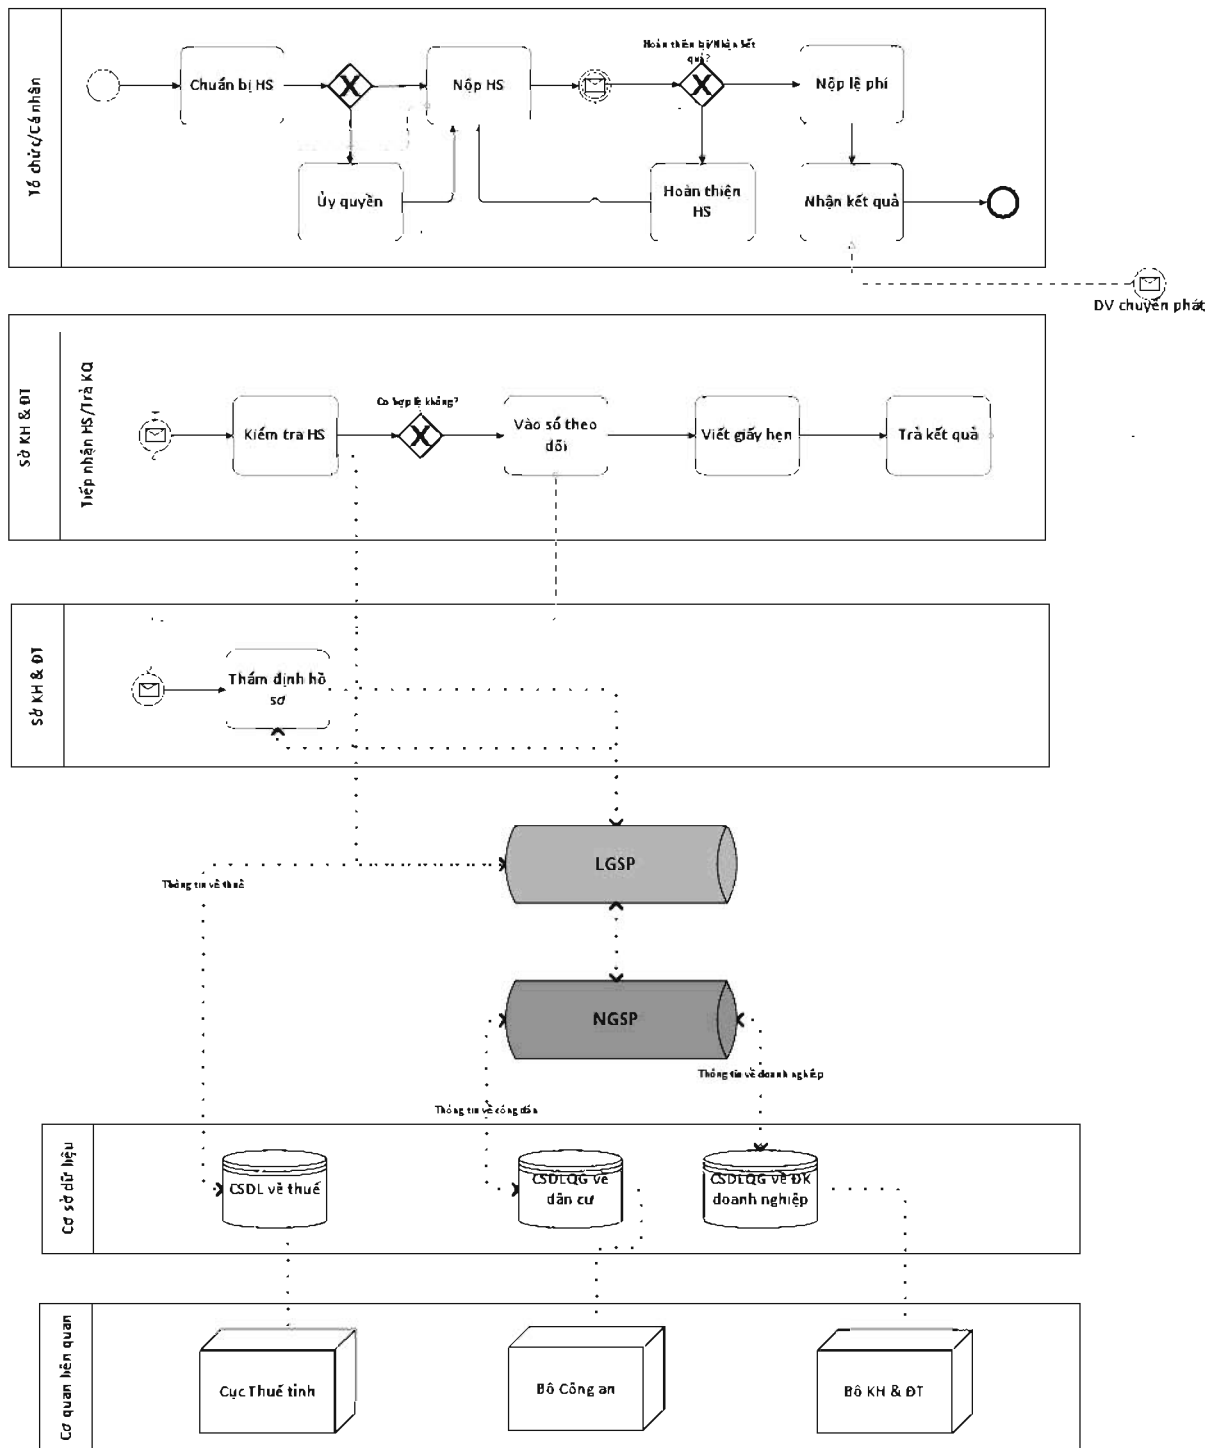 Tổ chức/Cá nhân
Chuẩn bị HS
Nộp HS
Hoàn thiện hs/Nhận kết
quả?
Nộp lệ phí
Ủy quyền
Hoàn thiện
HS
Nhận kết quả
DV chuyển phát
Sở KH & ĐT
Tiếp nhận HS/Trả KQ
Kiểm tra HS
Có hợp lệ không?
Vào sổ theo
dõi
Viết giấy hẹn
Trả kết quả
Sở KH & ĐT
Thẩm định hồ
sơ
LGSP
Thông tin về thuế
NGSP
Thông tin về doanh nghiệp
Thông tin về công dân
Cơ sở dữ liệu
CSDL về thuế
CSDLQG về
dân cư
CSDLQG về ĐK
doanh nghiệp
Cơ quan liên quan
Cục Thuế tỉnh
Bộ Công an
Bộ KH & ĐT